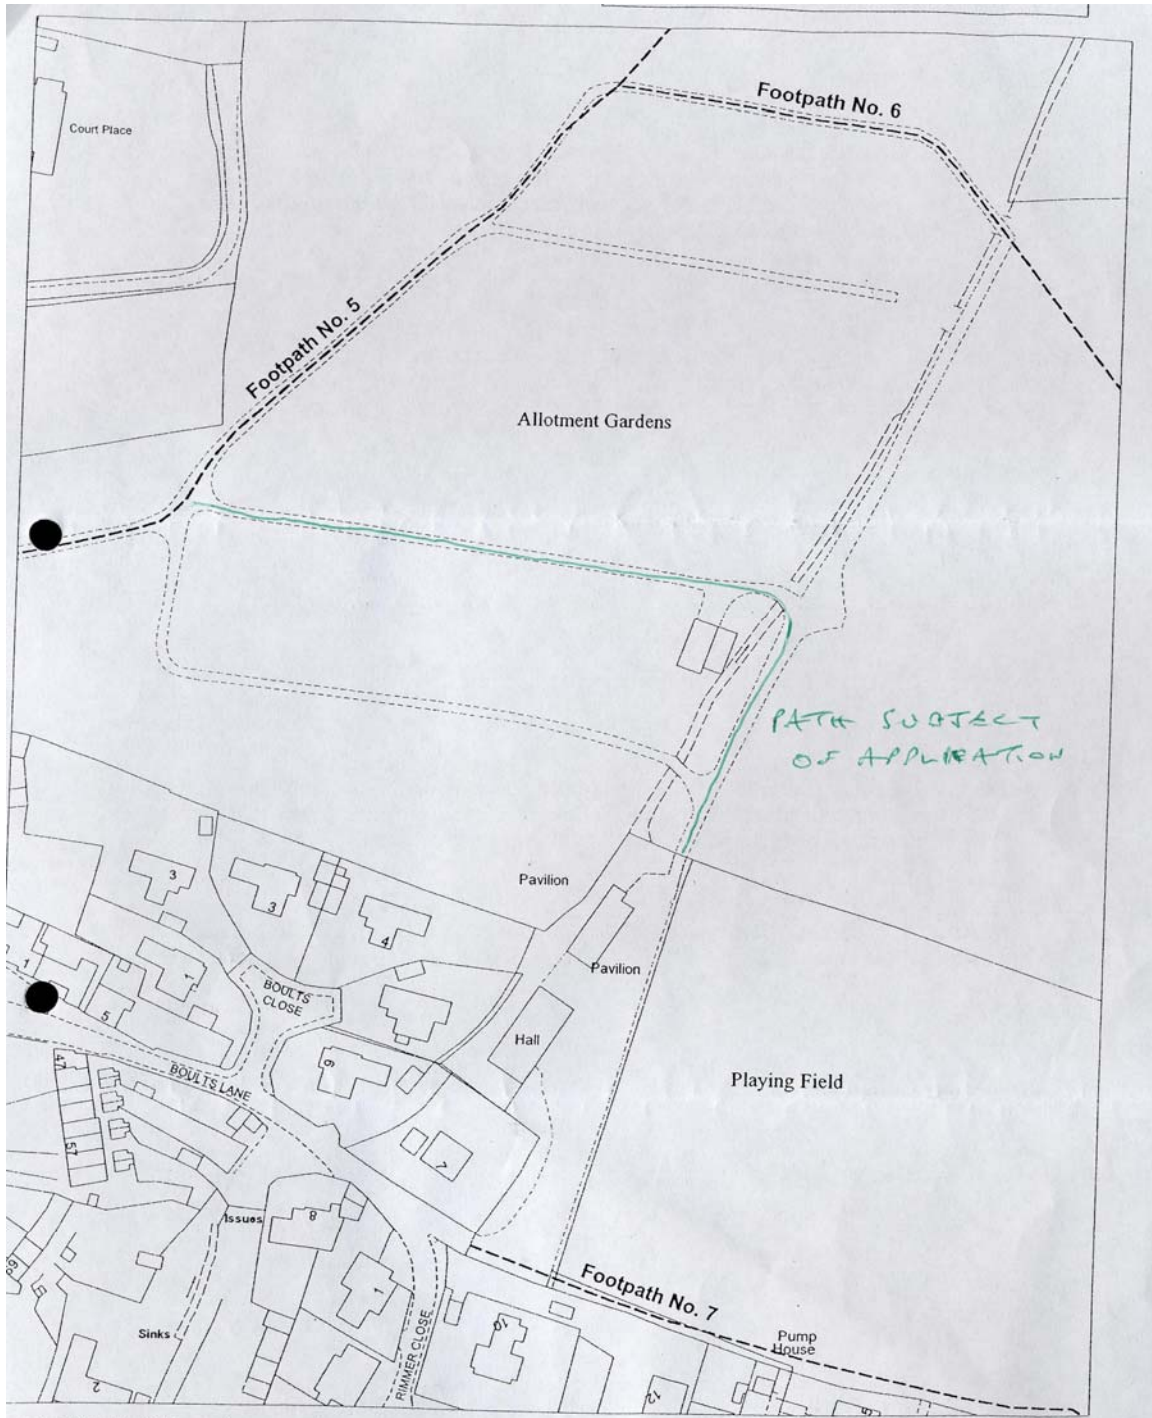 Court Place
Footpath No. 6
Footpath No. 5
Allotment Gardens
PATH SUBJECT
OF APPLICATION
Pavilion
3
3
4
1
1
5
BOULTS
CLOSE
Pavilion
Hall
6
BOULTS LANE
47
57
7
Playing Field
Issues
8
1
Footpath No. 7
10
RIMMER CLOSE
Sinks
Pump
House
2
12
69